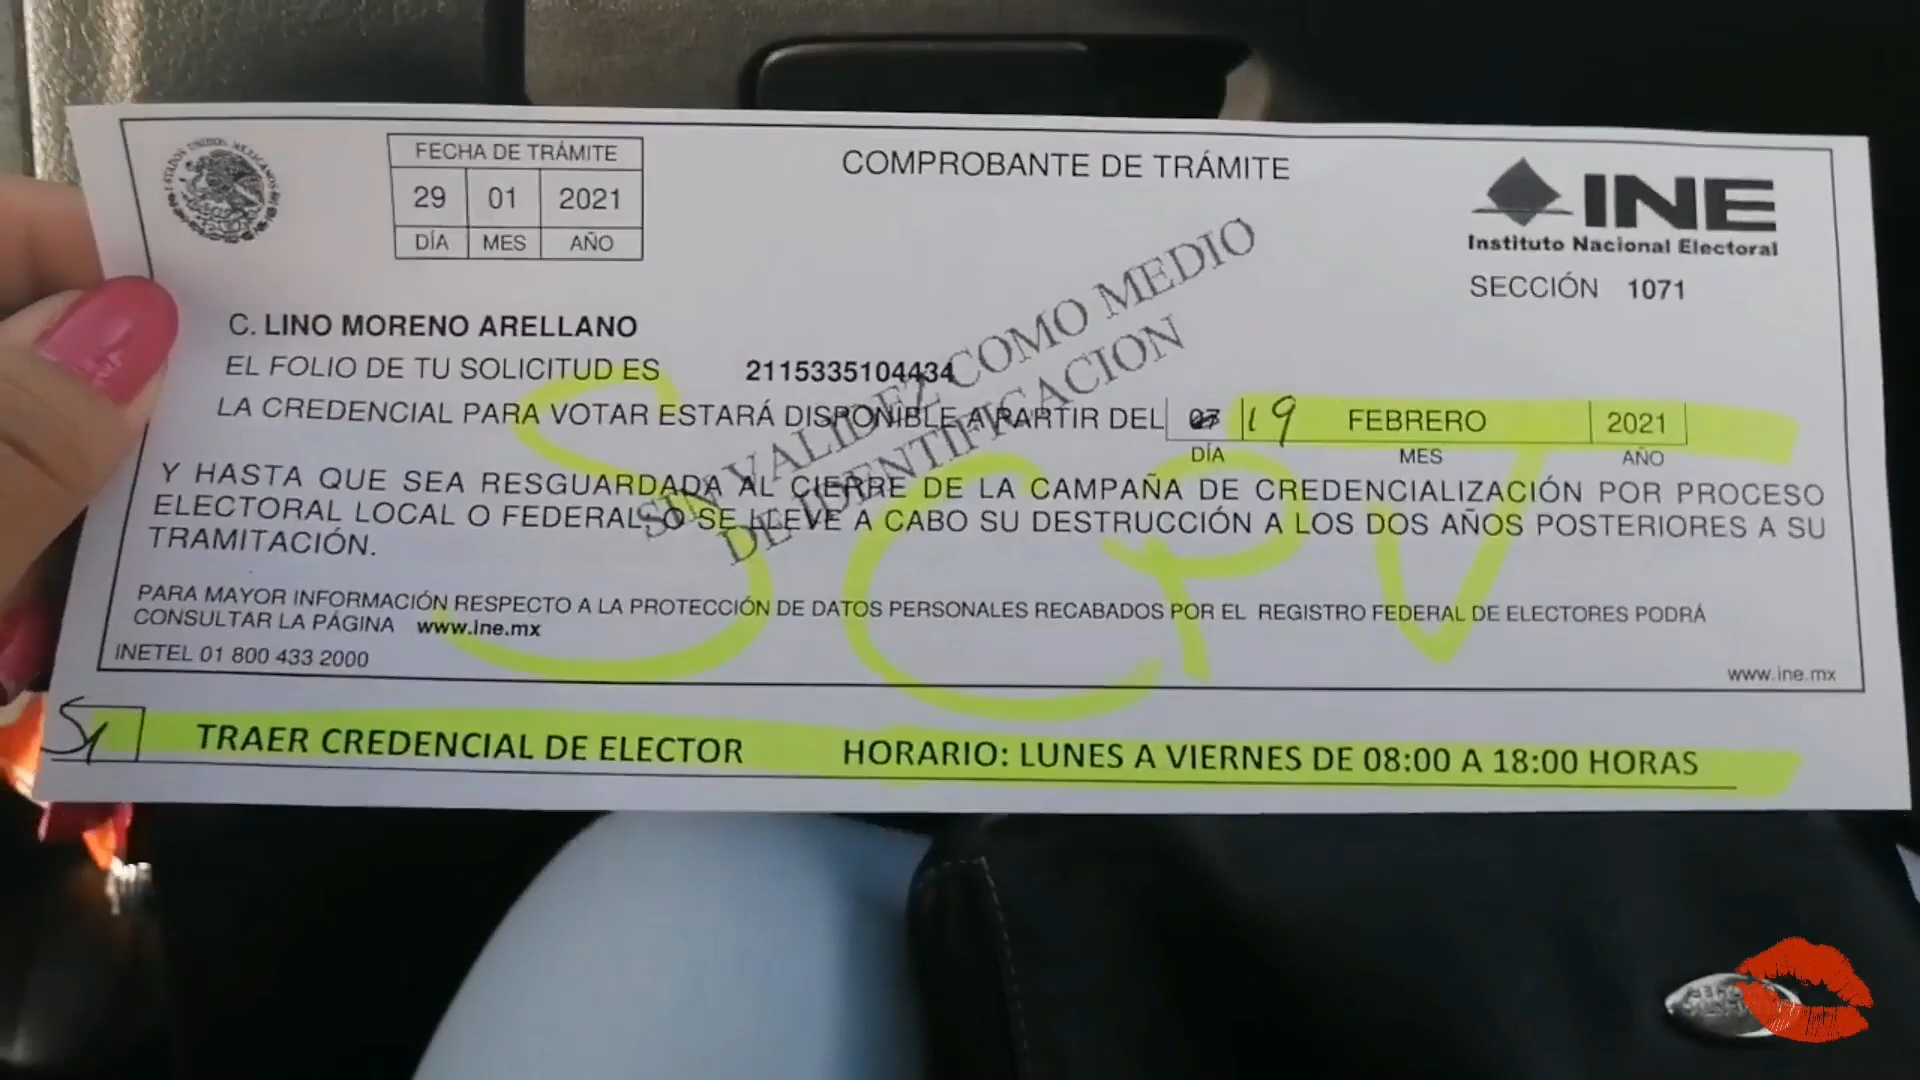 ESTADOS UNIDOS MEXICANOS
FECHA DE TRÁMITE
29 01 2021
DÍA MES AÑO
COMPROBANTE DE TRÁMITE
INE
Instituto Nacional Electoral
SECCIÓN 1071
C. LINO MORENO ARELLANO
EL FOLIO DE TU SOLICITUD ES 2115335104434
LA CREDENCIAL PARA VOTAR ESTARÁ DISPONIBLE A PARTIR DEL 19 FEBRERO 2021
DÍA MES AÑO
Y HASTA QUE SEA RESGUARDADA AL CIERRE DE LA CAMPAÑA DE CREDENCIALIZACIÓN POR PROCESO
ELECTORAL LOCAL O FEDERAL, O SE LLEVE A CABO SU DESTRUCCIÓN A LOS DOS AÑOS POSTERIORES A SU
TRAMITACIÓN.
SIN VALIDEZ COMO MEDIO
DE IDENTIFICACION
SCPV
PARA MAYOR INFORMACIÓN RESPECTO A LA PROTECCIÓN DE DATOS PERSONALES RECABADOS POR EL REGISTRO FEDERAL DE ELECTORES PODRÁ
CONSULTAR LA PÁGINA www.ine.mx
INETEL 01 800 433 2000
www.ine.mx
SI TRAER CREDENCIAL DE ELECTOR HORARIO: LUNES A VIERNES DE 08:00 A 18:00 HORAS